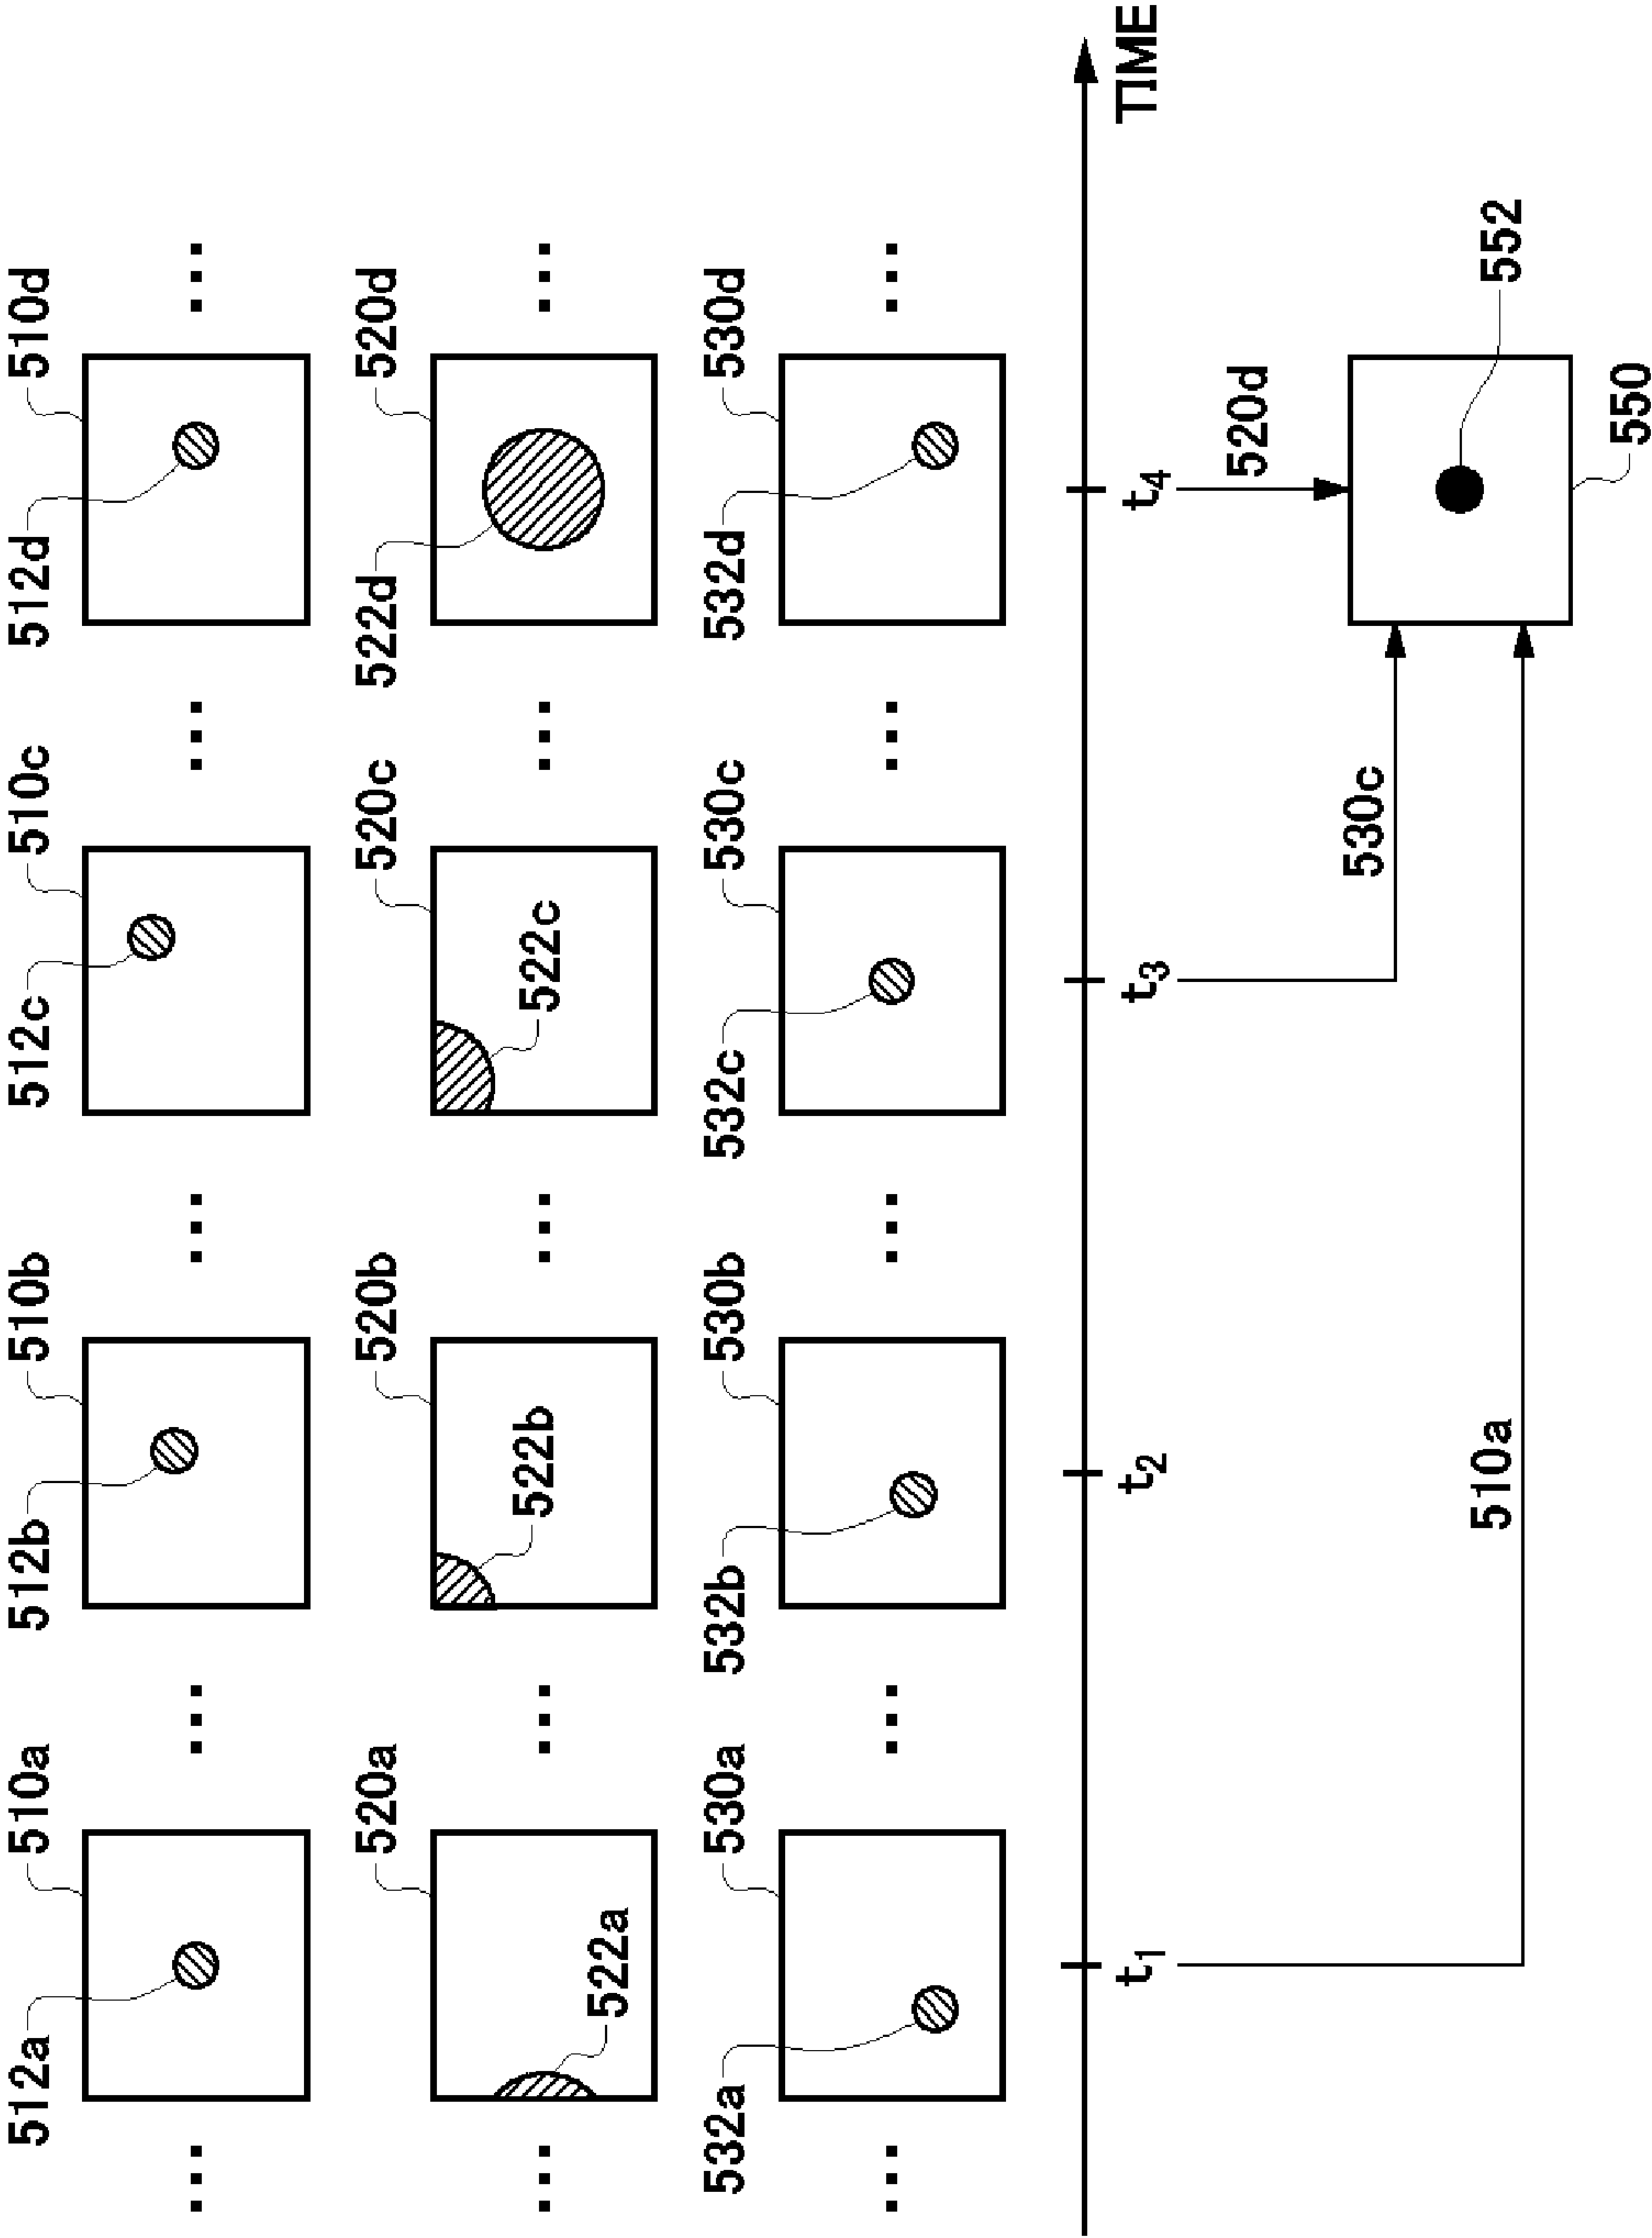 512a 510a 512b 510b 512c 510c 512d 510d
... ... ... ... ...
520a 520b 520c 522d 520d
522a 522b 522c
... ... ... ... ...
532a 530a 532b 530b 532c 530c 532d 530d
... ... ... ... ...
t1 t2 t3 t4 TIME
520d
530c
510a
552
550